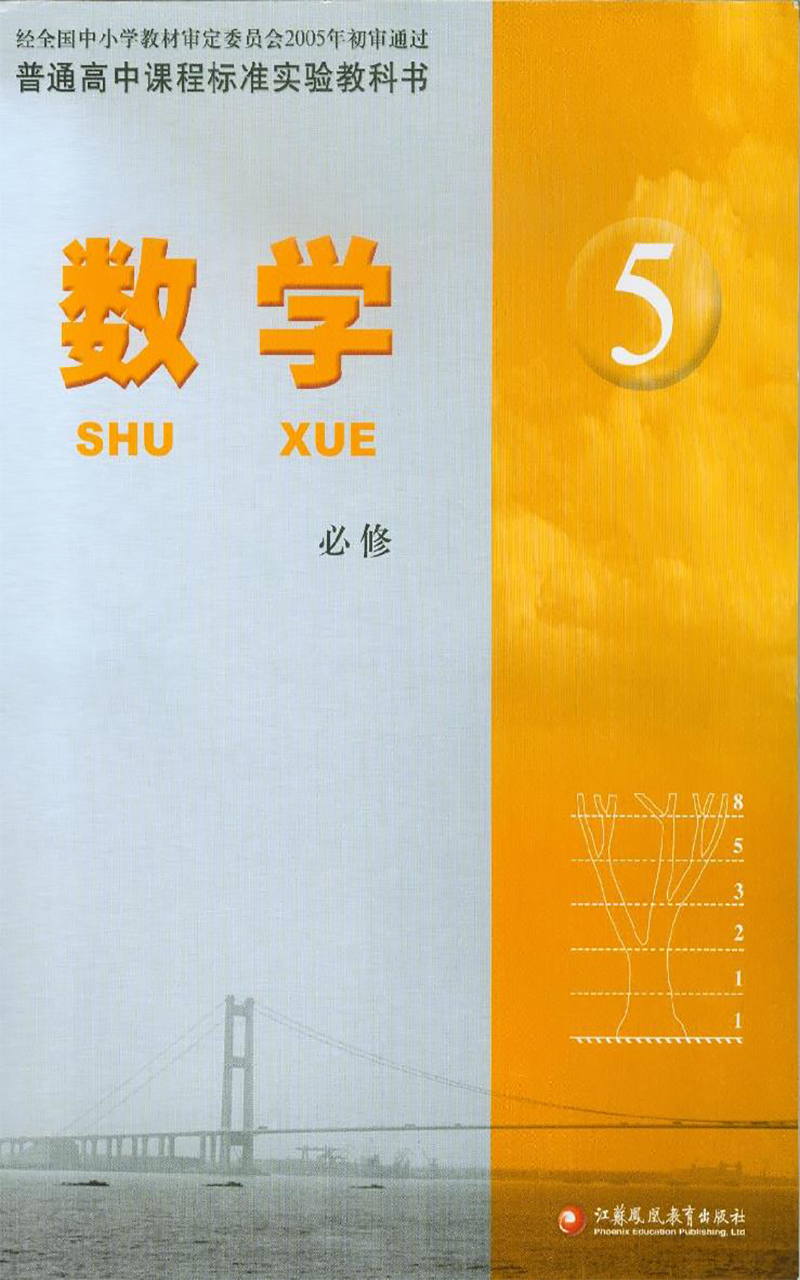 经全国中小学教材审定委员会2005年初审通过
普通高中课程标准实验教科书
数 学
SHU XUE
5
必修
8
5
3
2
1
1
江苏凤凰教育出版社
Phoenix Education Publishing, Ltd